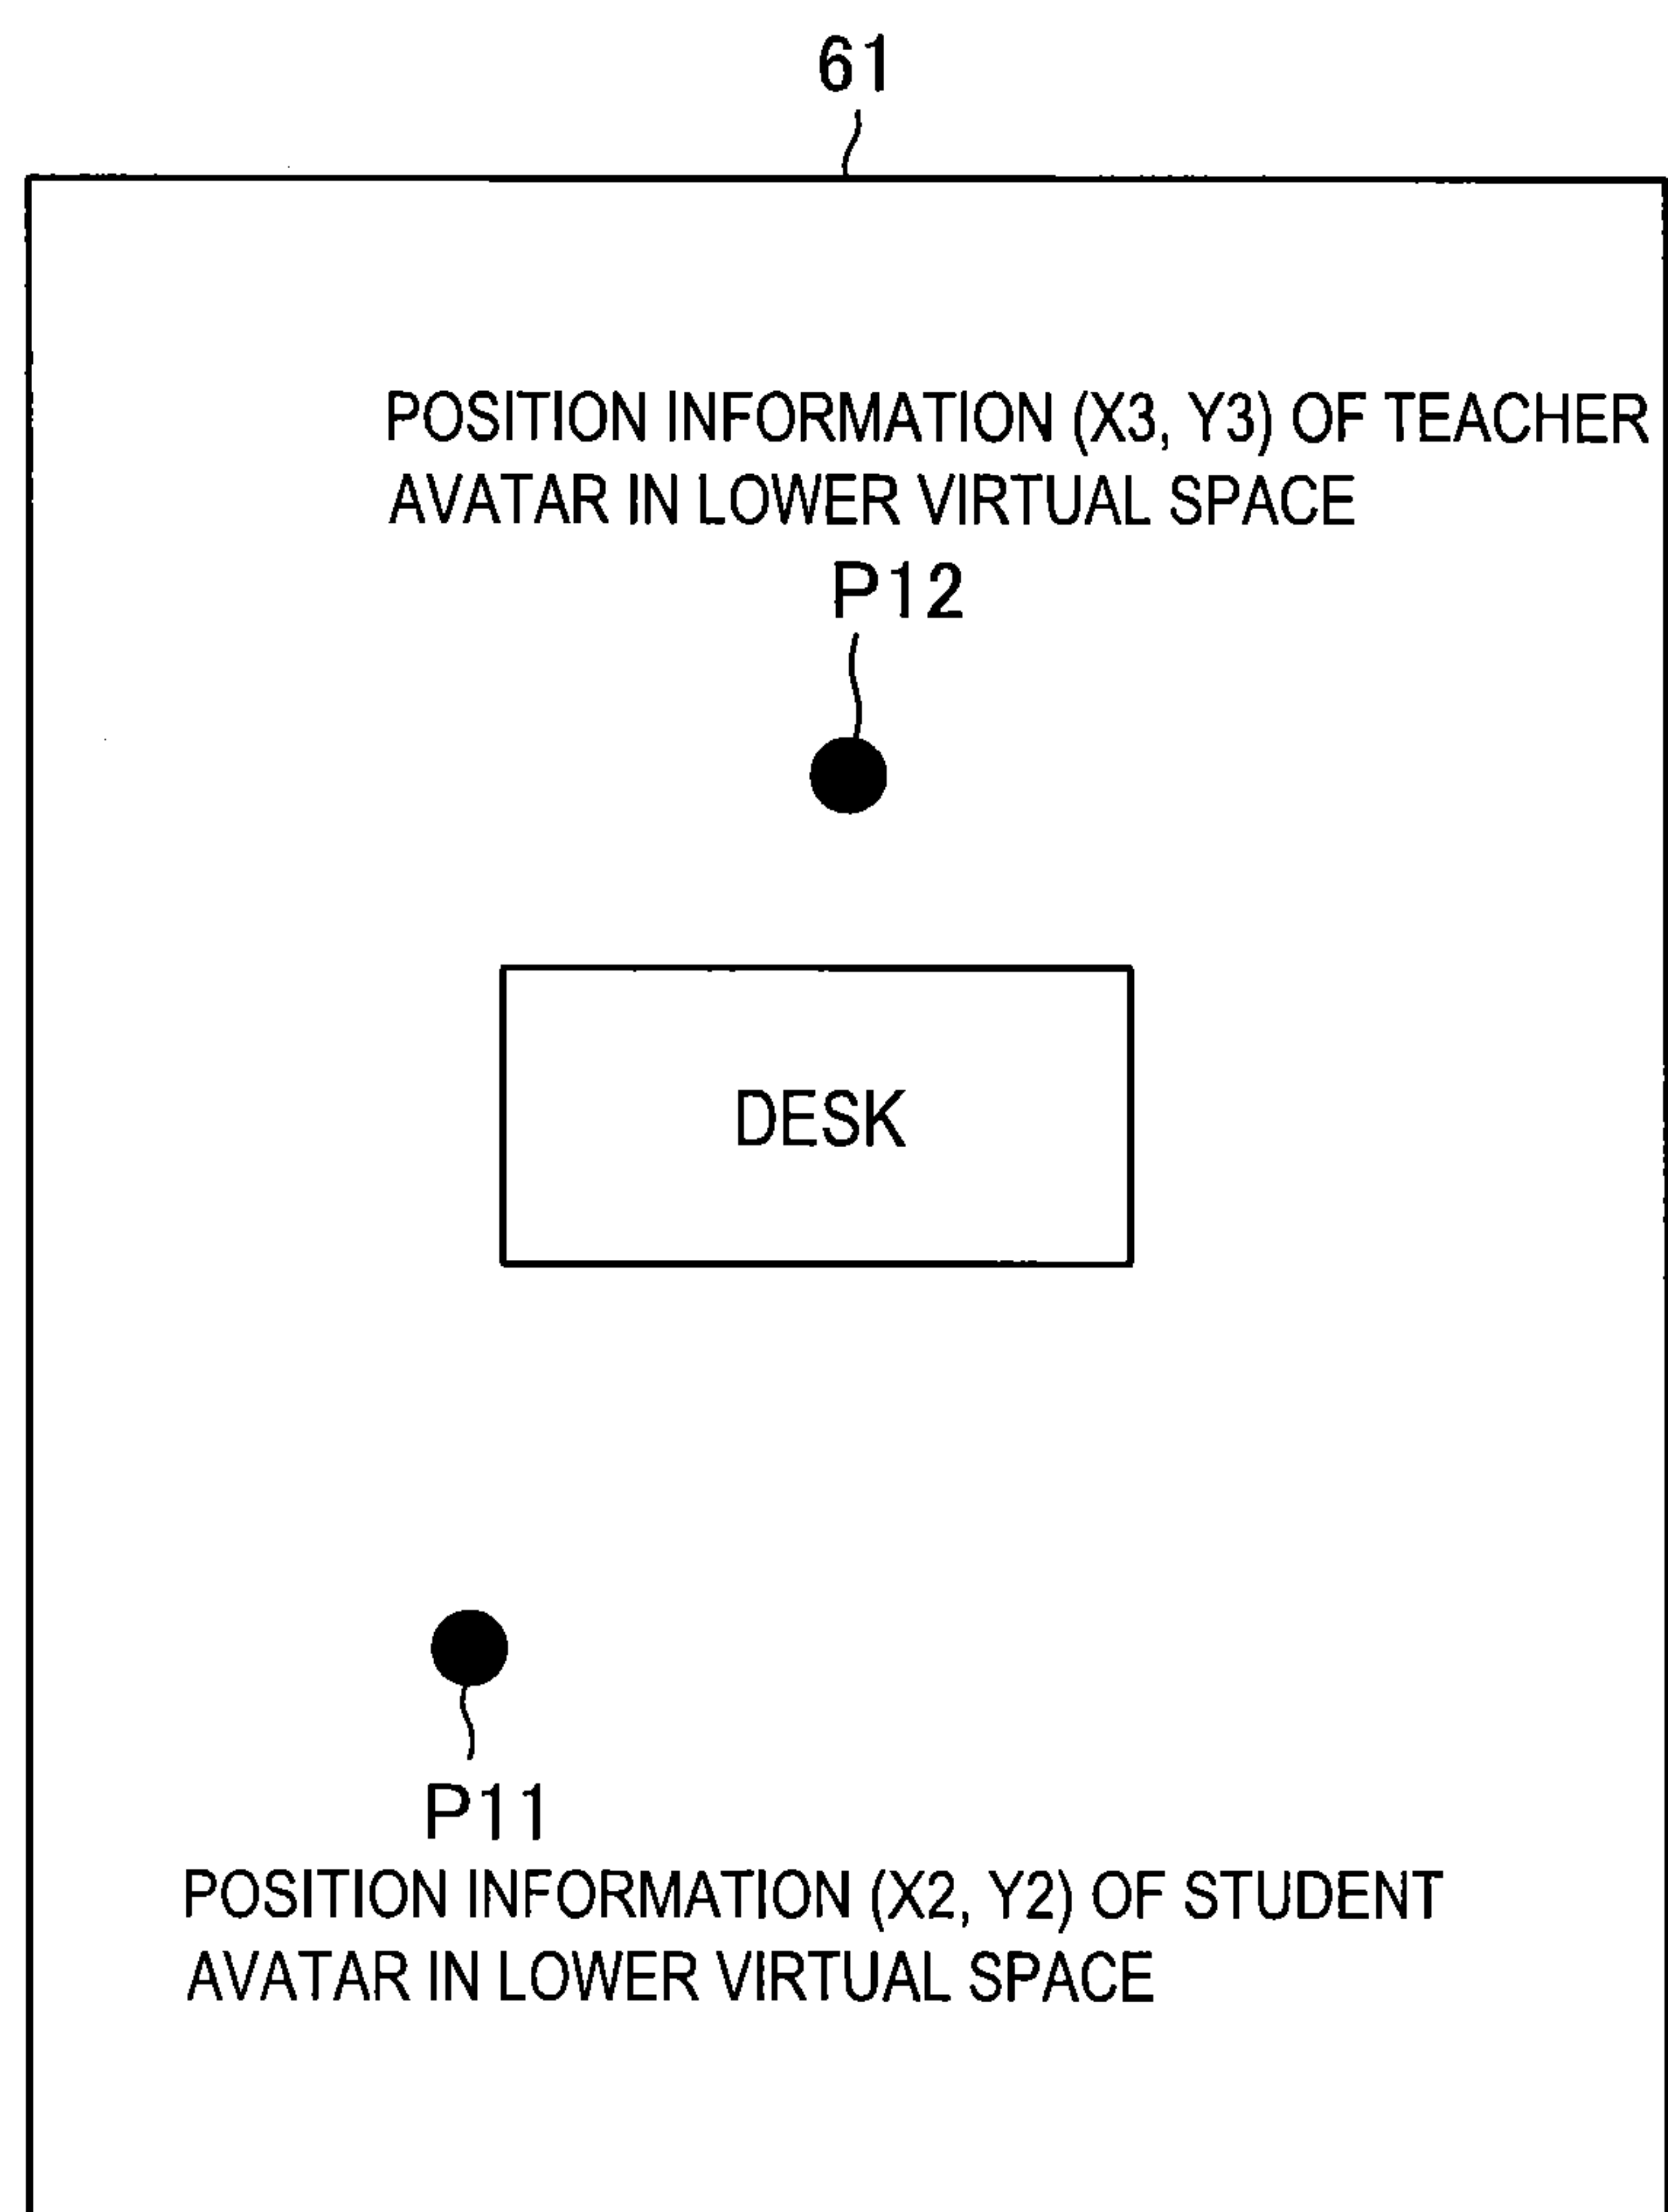 61
POSITION INFORMATION (X3, Y3) OF TEACHER
AVATAR IN LOWER VIRTUAL SPACE
P12
DESK
P11
POSITION INFORMATION (X2, Y2) OF STUDENT
AVATAR IN LOWER VIRTUAL SPACE